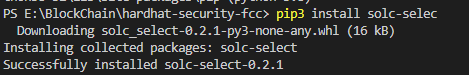 PS E:\BlockChain\hardhat-security-fcc> pip3 install solc-selec
Downloading solc_select-0.2.1-py3-none-any.whl (16 kB)
Installing collected packages: solc-select
Successfully installed solc-select-0.2.1